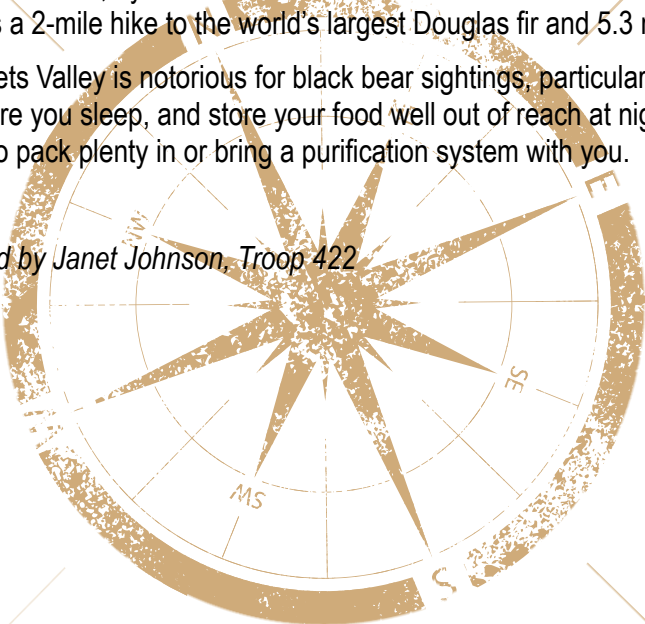 s a 2-mile hike to the world’s largest Douglas fir and 5.3
ets Valley is notorious for black bear sightings, particular
re you sleep, and store your food well out of reach at nig
o pack plenty in or bring a purification system with you.
d by Janet Johnson, Troop 422
E
SE
S
SW
W
NW
N